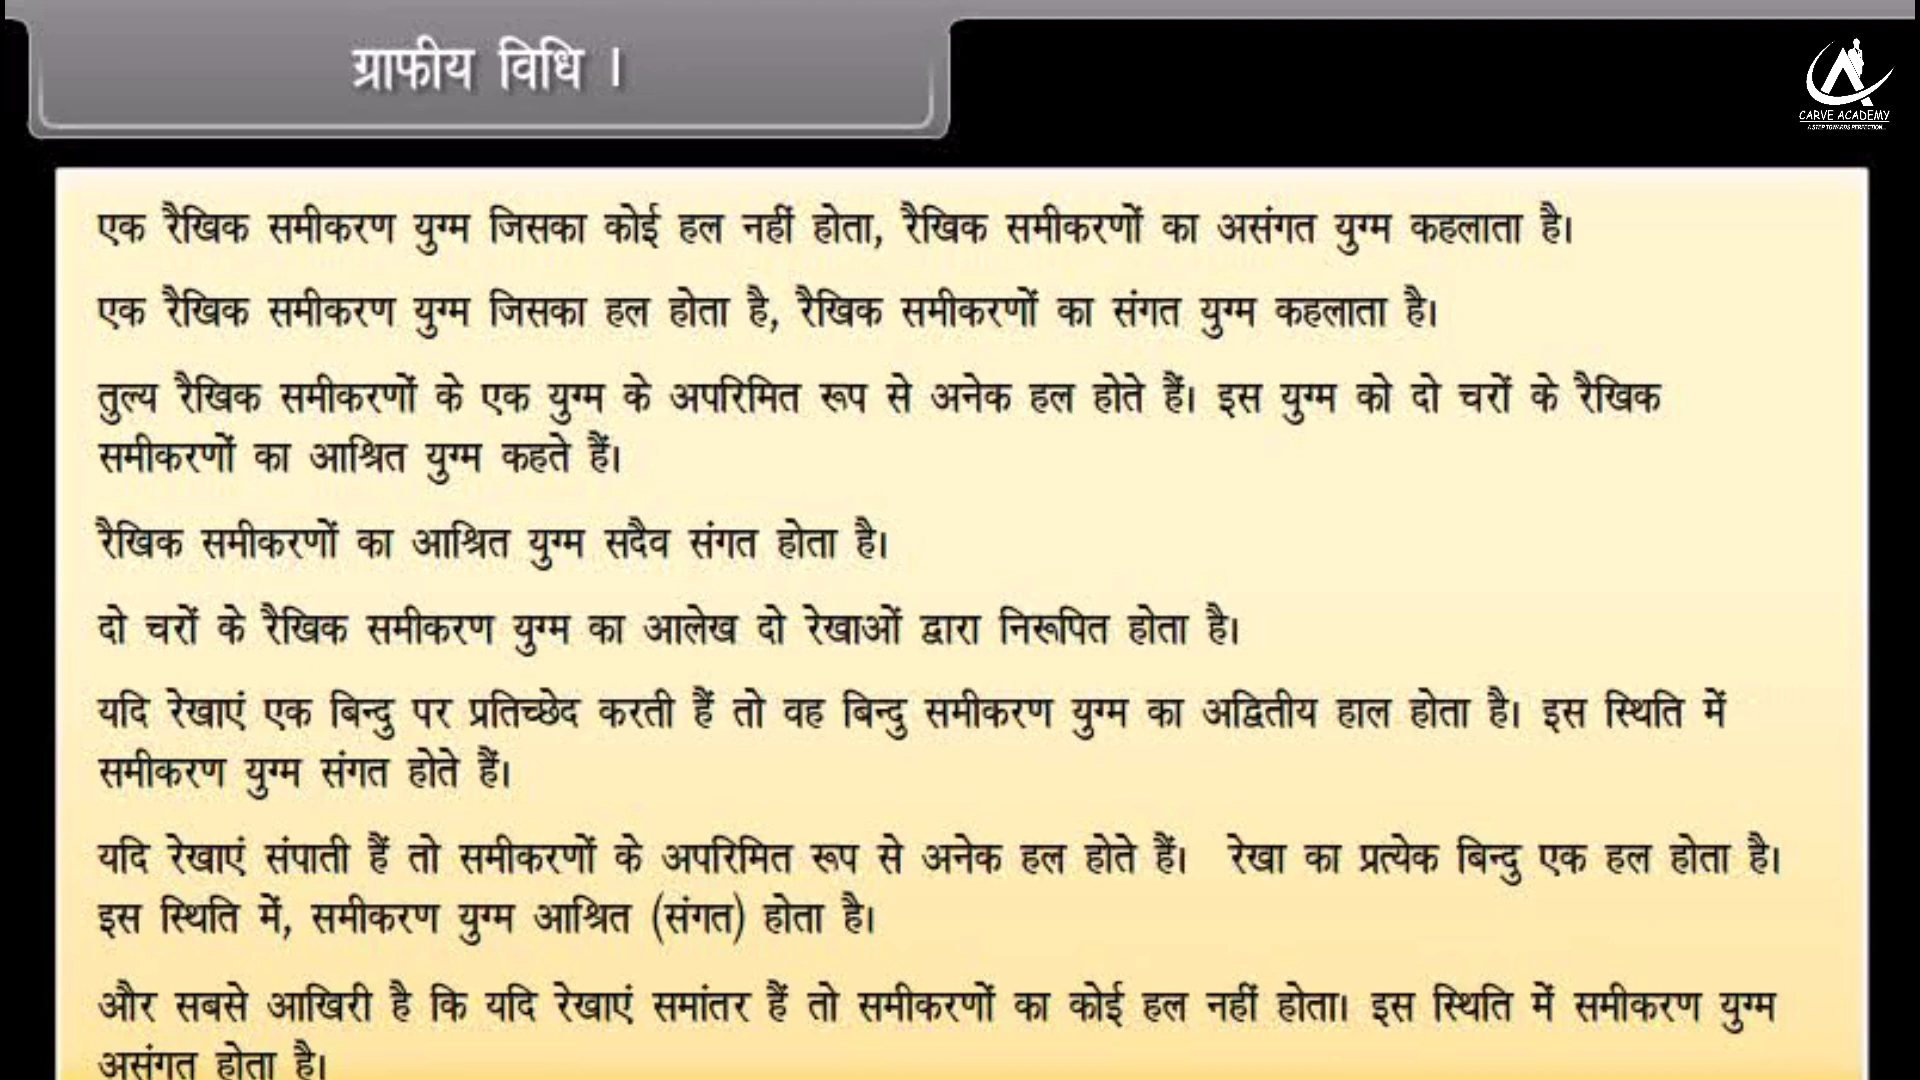 ग्राफीय विधि ।
CARVE ACADEMY
A STEP TOWARDS PERFECTION...
एक रैखिक समीकरण युग्म जिसका कोई हल नहीं होता, रैखिक समीकरणों का असंगत युग्म कहलाता है।
एक रैखिक समीकरण युग्म जिसका हल होता है, रैखिक समीकरणों का संगत युग्म कहलाता है।
तुल्य रैखिक समीकरणों के एक युग्म के अपरिमित रूप से अनेक हल होते हैं। इस युग्म को दो चरों के रैखिक
समीकरणों का आश्रित युग्म कहते हैं।
रैखिक समीकरणों का आश्रित युग्म सदैव संगत होता है।
दो चरों के रैखिक समीकरण युग्म का आलेख दो रेखाओं द्वारा निरूपित होता है।
यदि रेखाएं एक बिन्दु पर प्रतिच्छेद करती हैं तो वह बिन्दु समीकरण युग्म का अद्वितीय हाल होता है। इस स्थिति में
समीकरण युग्म संगत होते हैं।
यदि रेखाएं संपाती हैं तो समीकरणों के अपरिमित रूप से अनेक हल होते हैं। रेखा का प्रत्येक बिन्दु एक हल होता है।
इस स्थिति में, समीकरण युग्म आश्रित (संगत) होता है।
और सबसे आखिरी है कि यदि रेखाएं समांतर हैं तो समीकरणों का कोई हल नहीं होता। इस स्थिति में समीकरण युग्म
असंगत होता है।